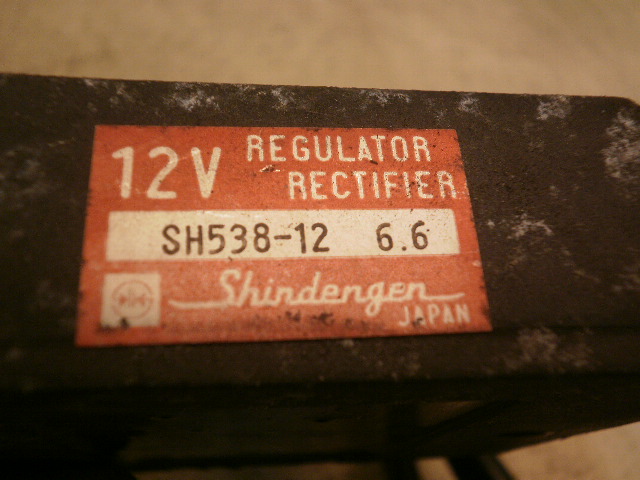 12V REGULATOR
RECTIFIER
SH538-12 6.6
Shindengen
JAPAN